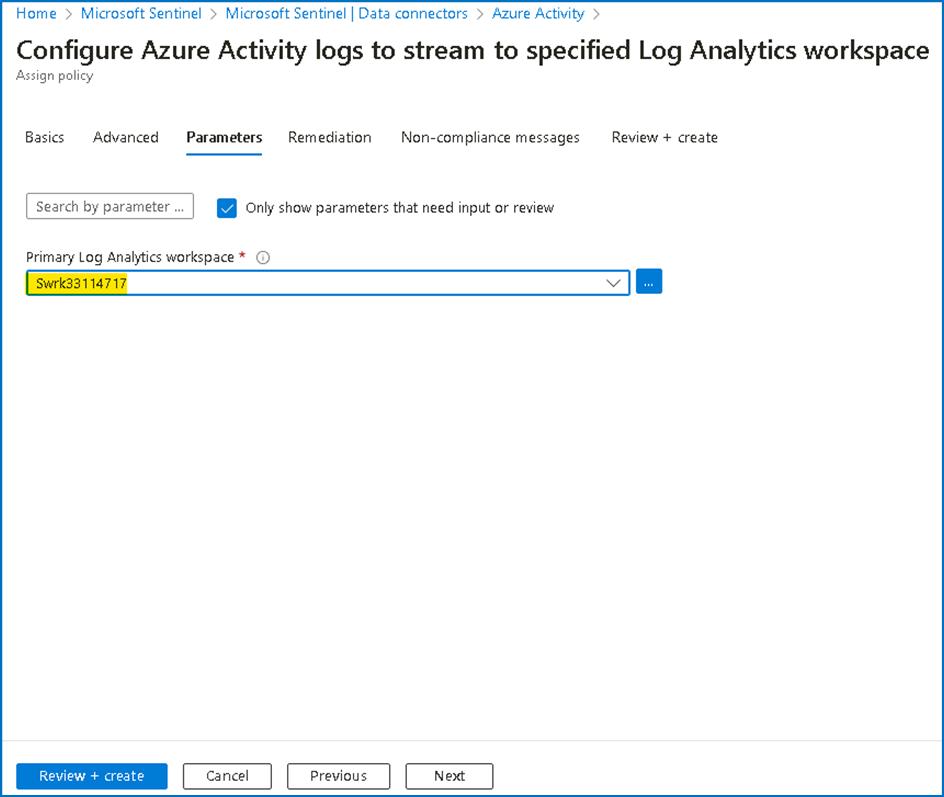 Home > Microsoft Sentinel > Microsoft Sentinel | Data connectors > Azure Activity >
Configure Azure Activity logs to stream to specified Log Analytics workspace
Assign policy
Basics Advanced Parameters Remediation Non-compliance messages Review + create
Search by parameter ... Only show parameters that need input or review
Primary Log Analytics workspace *
Swrk33114717 ...
Review + create Cancel Previous Next